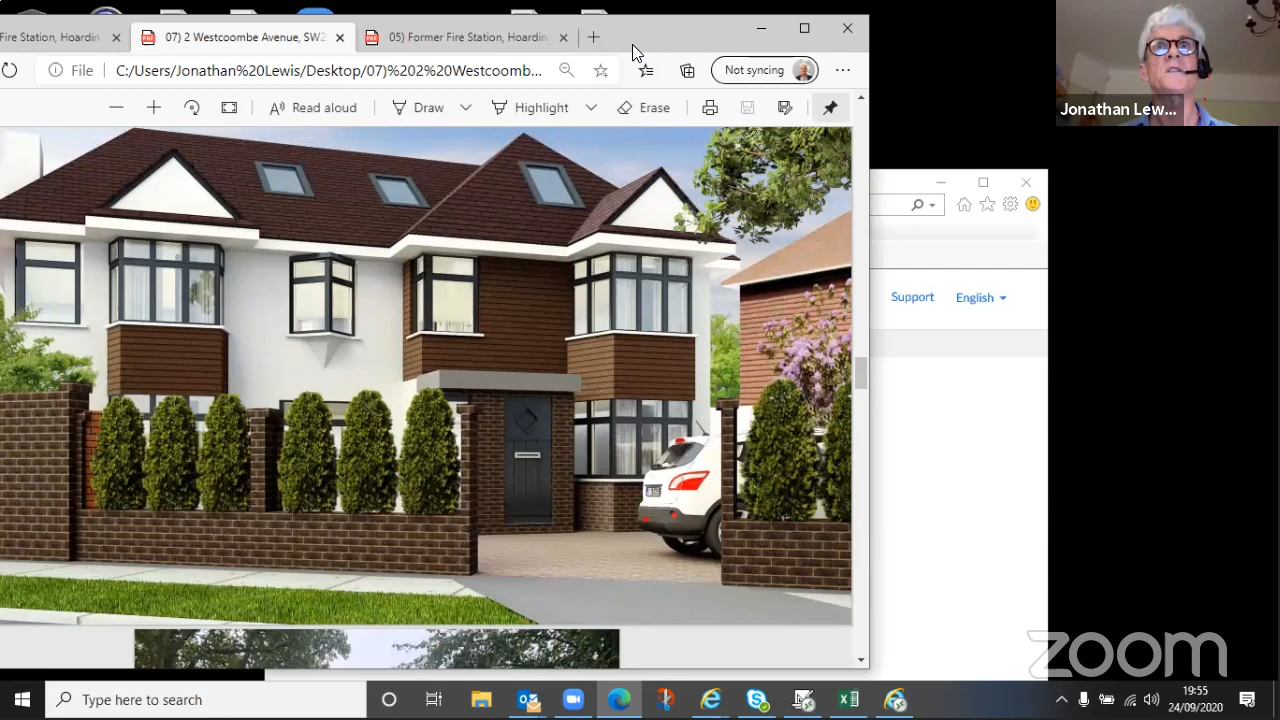 Fire Station, Hoardin
07) 2 Westcoombe Avenue, SW2
05) Former Fire Station, Hoarding
File
C:/Users/Jonathan%20Lewis/Desktop/07)%202%20Westcoomb...
Not syncing
Read aloud
Draw
Highlight
Erase
Jonathan Lew...
Support
English
zoom
Type here to search
19:55
24/09/2020